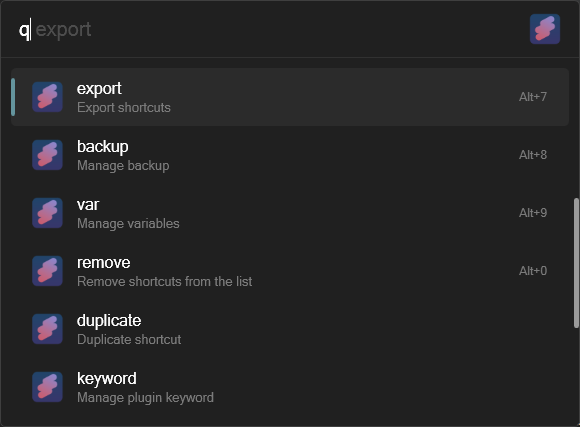 q export
export
Export shortcuts
Alt+7
backup
Manage backup
Alt+8
var
Manage variables
Alt+9
remove
Remove shortcuts from the list
Alt+0
duplicate
Duplicate shortcut
keyword
Manage plugin keyword